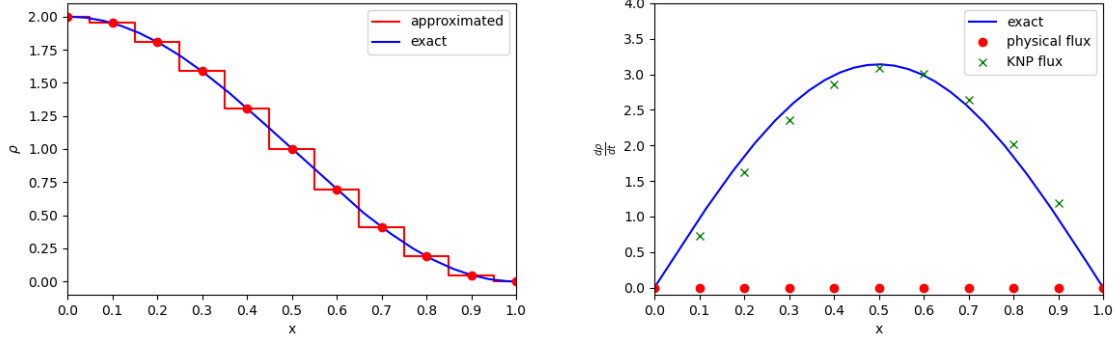 2.00
1.75
1.50
1.25
1.00
0.75
0.50
0.25
0.00
ρ
approximated
exact
0.0 0.1 0.2 0.3 0.4 0.5 0.6 0.7 0.8 0.9 1.0
x
4.0
3.5
3.0
2.5
2.0
1.5
1.0
0.5
0.0
dρ
dt
exact
physical flux
KNP flux
0.0 0.1 0.2 0.3 0.4 0.5 0.6 0.7 0.8 0.9 1.0
x